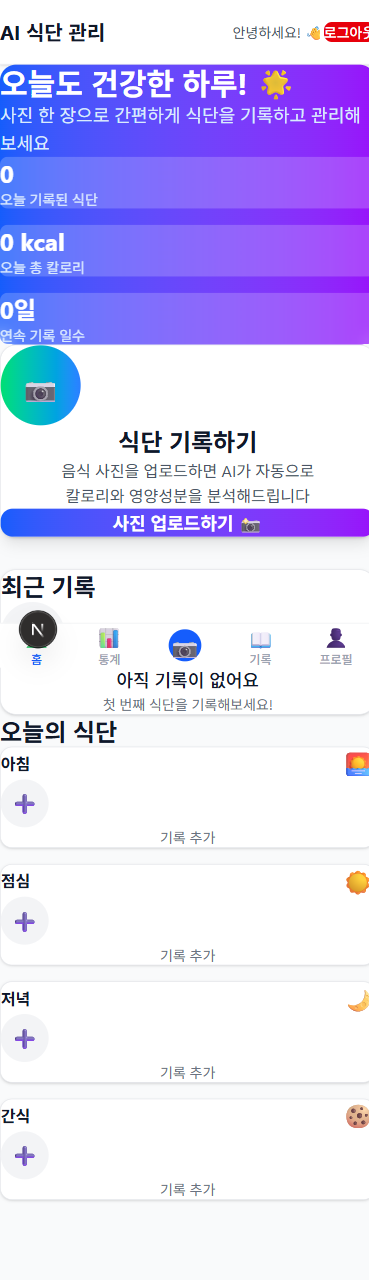 AI 식단 관리
안녕하세요! 👋 로그아웃
오늘도 건강한 하루! 🌟
사진 한 장으로 간편하게 식단을 기록하고 관리해
보세요
0
오늘 기록된 식단
0 kcal
오늘 총 칼로리
0일
연속 기록 일수
식단 기록하기
음식 사진을 업로드하면 AI가 자동으로
칼로리와 영양성분을 분석해드립니다
사진 업로드하기 📸
최근 기록
N
홈 통계 기록 프로필
아직 기록이 없어요
첫 번째 식단을 기록해보세요!
오늘의 식단
아침
기록 추가
점심
기록 추가
저녁
기록 추가
간식
기록 추가